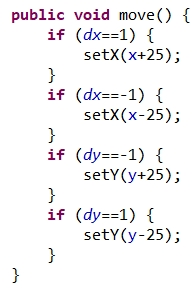 public void move() {
    if (dx==1) {
        setX(x+25);
    }
    if (dx==-1) {
        setX(x-25);
    }
    if (dy==-1) {
        setY(y+25);
    }
    if (dy==1) {
        setY(y-25);
    }
}